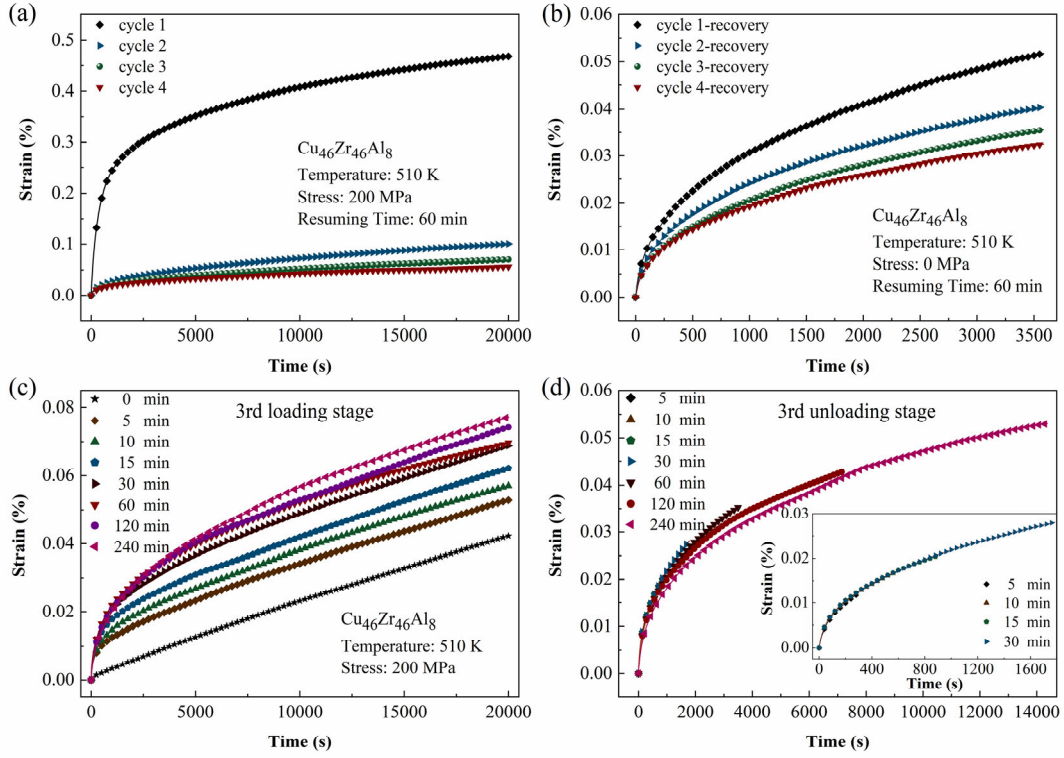 (a)
cycle 1
cycle 2
cycle 3
cycle 4
Cu46Zr46Al8
Temperature: 510 K
Stress: 200 MPa
Resuming Time: 60 min
0.5
0.4
0.3
0.2
0.1
0.0
Strain (%)
0
5000
10000
15000
20000
Time (s)
(b)
cycle 1-recovery
cycle 2-recovery
cycle 3-recovery
cycle 4-recovery
Cu46Zr46Al8
Temperature: 510 K
Stress: 0 MPa
Resuming Time: 60 min
0.06
0.05
0.04
0.03
0.02
0.01
0.00
Strain (%)
0
500
1000
1500
2000
2500
3000
3500
Time (s)
(c)
3rd loading stage
0 min
5 min
10 min
15 min
30 min
60 min
120 min
240 min
Cu46Zr46Al8
Temperature: 510 K
Stress: 200 MPa
0.08
0.06
0.04
0.02
0.00
Strain (%)
0
5000
10000
15000
20000
Time (s)
(d)
3rd unloading stage
5 min
10 min
15 min
30 min
60 min
120 min
240 min
0.06
0.05
0.04
0.03
0.02
0.01
0.00
Strain (%)
0
2000
4000
6000
8000
10000
12000
14000
Time (s)
0.03
0.02
0.01
0.00
Strain (%)
5 min
10 min
15 min
30 min
0
400
800
1200
1600
Time (s)